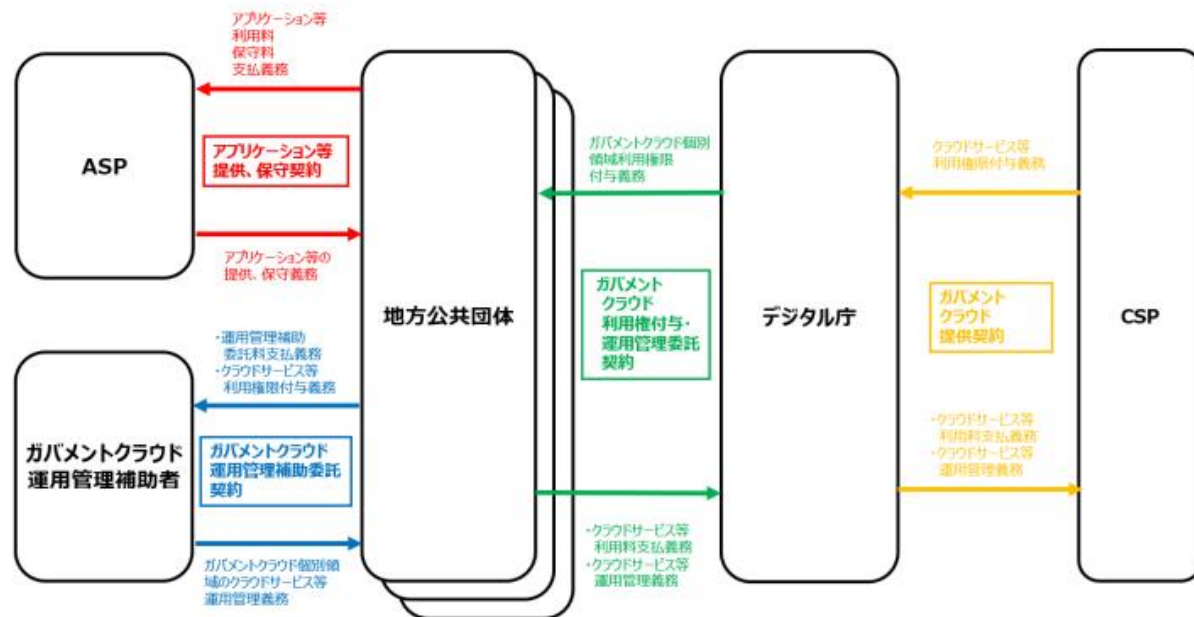 アプリケーション等
利用料
保守料
支払義務
ASP
アプリケーション等
提供、保守契約
アプリケーション等の
提供、保守義務
・運用管理補助
委託料支払義務
・クラウドサービス等
利用権限付与義務
ガバメントクラウド
運用管理補助者
ガバメントクラウド
運用管理補助委託
契約
ガバメントクラウド個別領
域のクラウドサービス等
運用管理義務
地方公共団体
ガバメントクラウド個別
領域利用権限
付与義務
ガバメント
クラウド
利用権付与・
運用管理委託
契約
・クラウドサービス等
利用料支払義務
・クラウドサービス等
運用管理義務
デジタル庁
クラウドサービス等
利用権限付与義務
ガバメント
クラウド
提供契約
・クラウドサービス等
利用料支払義務
・クラウドサービス等
運用管理義務
CSP